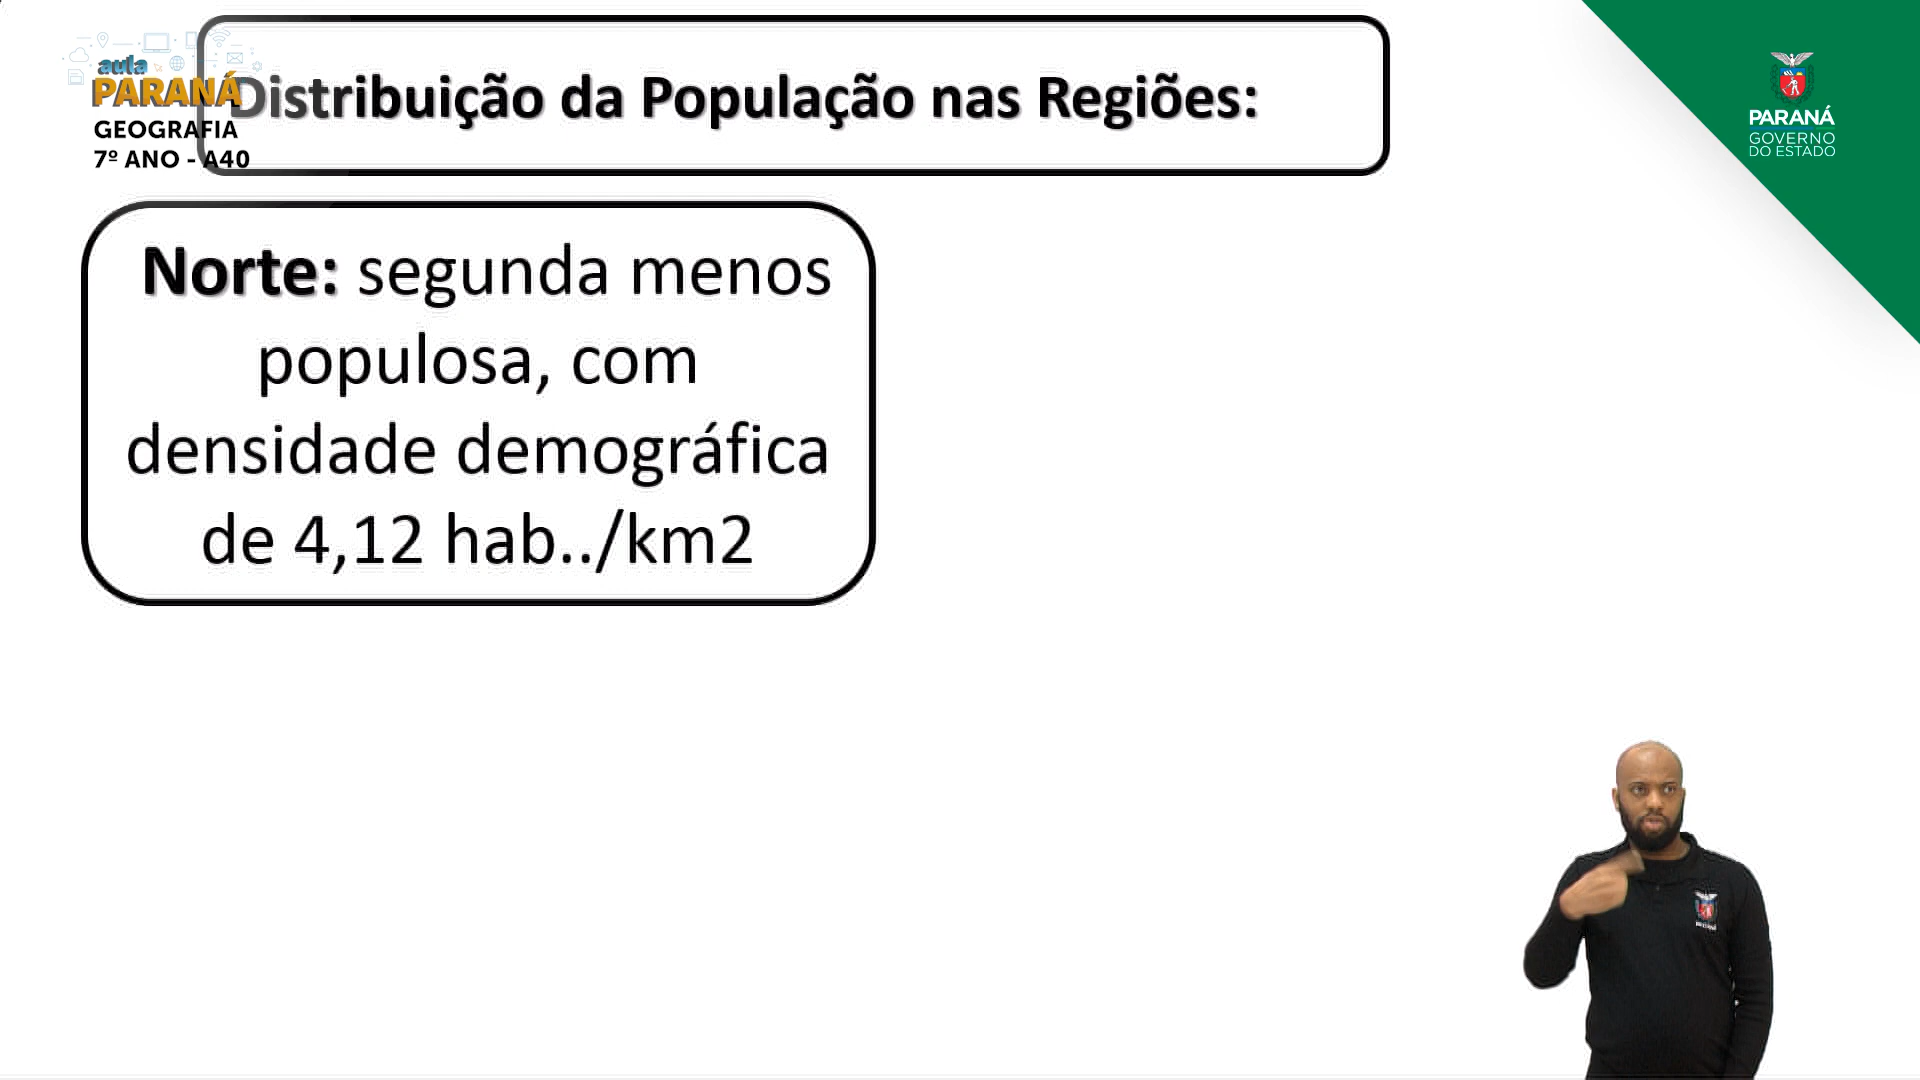 aula
PARANÁ
GEOGRAFIA
7º ANO - A40
Distribuição da População nas Regiões:
PARANÁ
GOVERNO
DO ESTADO
Norte: segunda menos
populosa, com
densidade demográfica
de 4,12 hab../km2